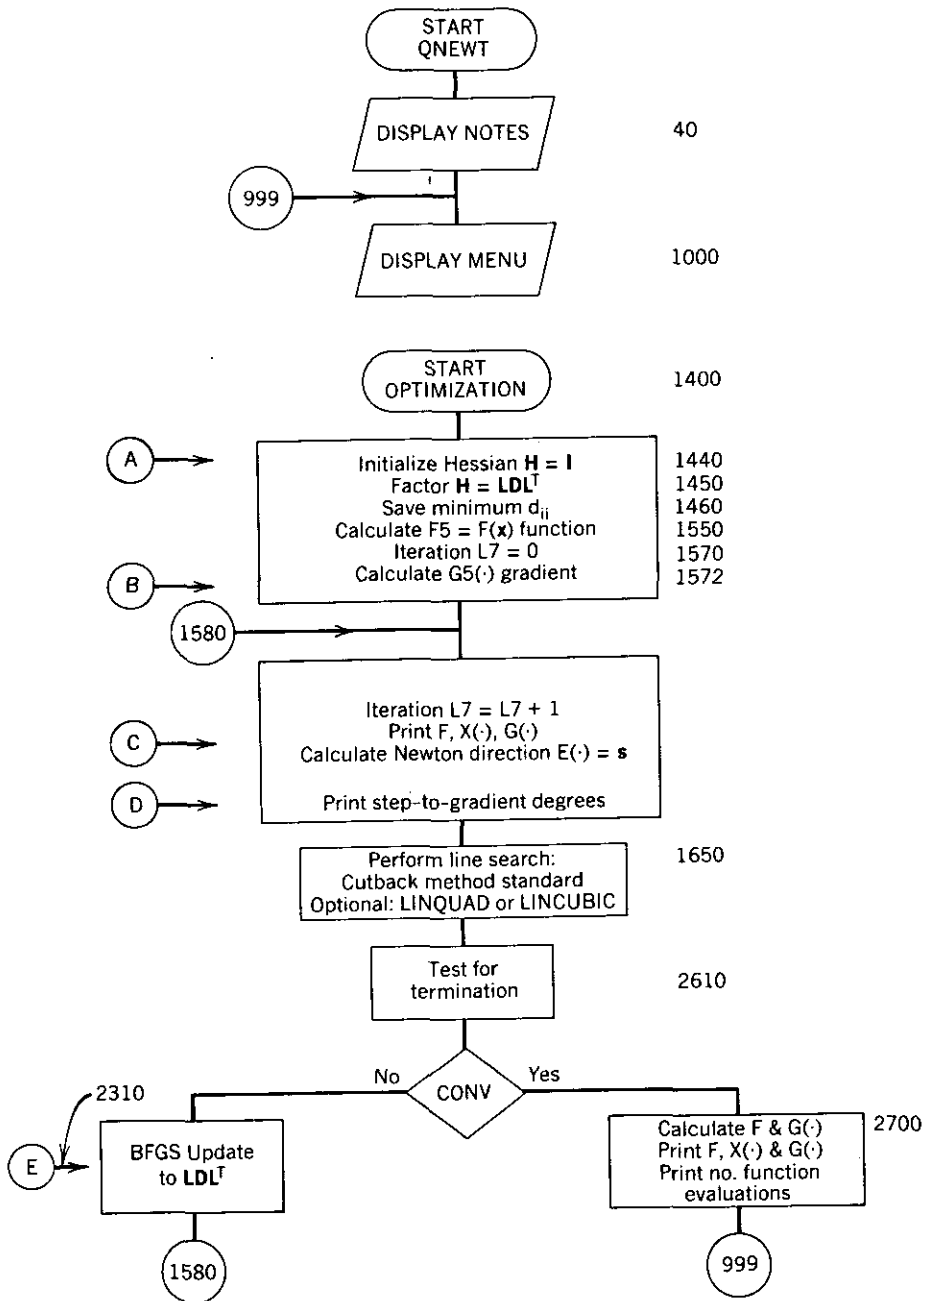 START
QNEWT
DISPLAY NOTES
40
999
DISPLAY MENU
1000
START
OPTIMIZATION
1400
A
Initialize Hessian H = I
1440
Factor H = LDL^T
1450
Save minimum d_ii
1460
Calculate F5 = F(x) function
1550
Iteration L7 = 0
1570
Calculate G5(·) gradient
1572
B
1580
Iteration L7 = L7 + 1
Print F, X(·), G(·)
C
Calculate Newton direction E(·) = s
D
Print step-to-gradient degrees
Perform line search:
1650
Cutback method standard
Optional: LINQUAD or LINCUBIC
Test for
termination
2610
No
CONV
Yes
2310
E
BFGS Update
to LDL^T
1580
Calculate F & G(·)
2700
Print F, X(·) & G(·)
Print no. function
evaluations
999